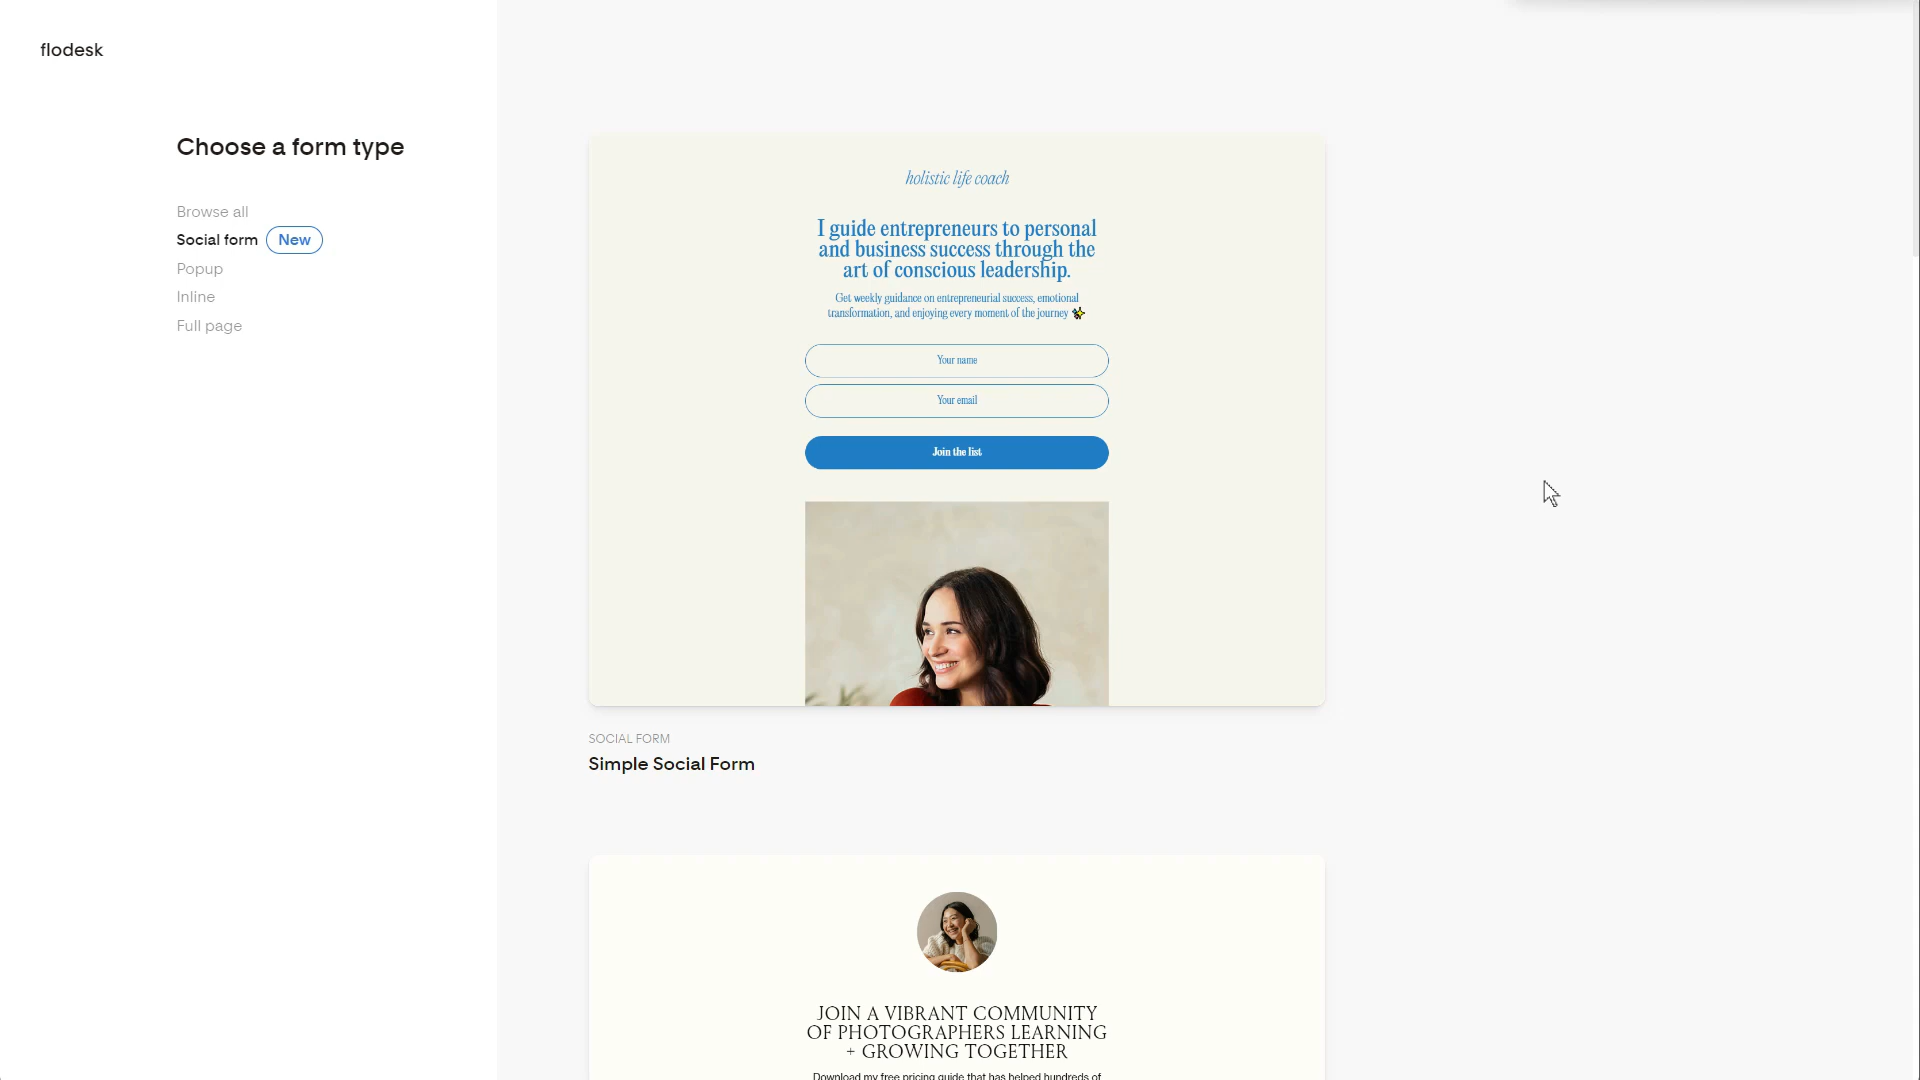 flodesk
Choose a form type
Browse all
Social form New
Popup
Inline
Full page
holistic life coach
I guide entrepreneurs to personal
and business success through the
art of conscious leadership.
Get weekly guidance on entrepreneurial success, emotional
transformation, and enjoying every moment of the journey ✨
Your name
Your email
Join the list
SOCIAL FORM
Simple Social Form
JOIN A VIBRANT COMMUNITY
OF PHOTOGRAPHERS LEARNING
+ GROWING TOGETHER
Download my free pricing guide that has helped hundreds of